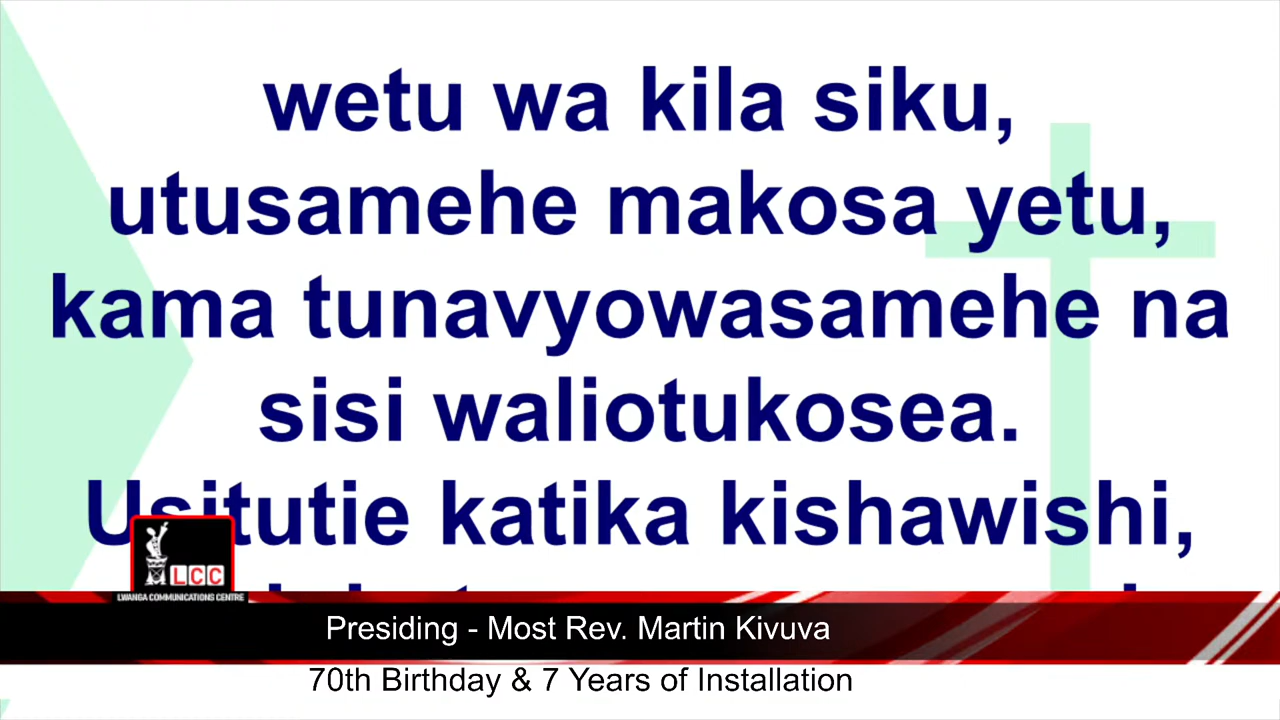 wetu wa kila siku,
utusamehe makosa yetu,
kama tunavyowasamehe na
sisi waliotukosea.
Usitutie katika kishawishi,
LCC
LWANGA COMMUNICATIONS CENTRE
Presiding - Most Rev. Martin Kivuva
70th Birthday & 7 Years of Installation